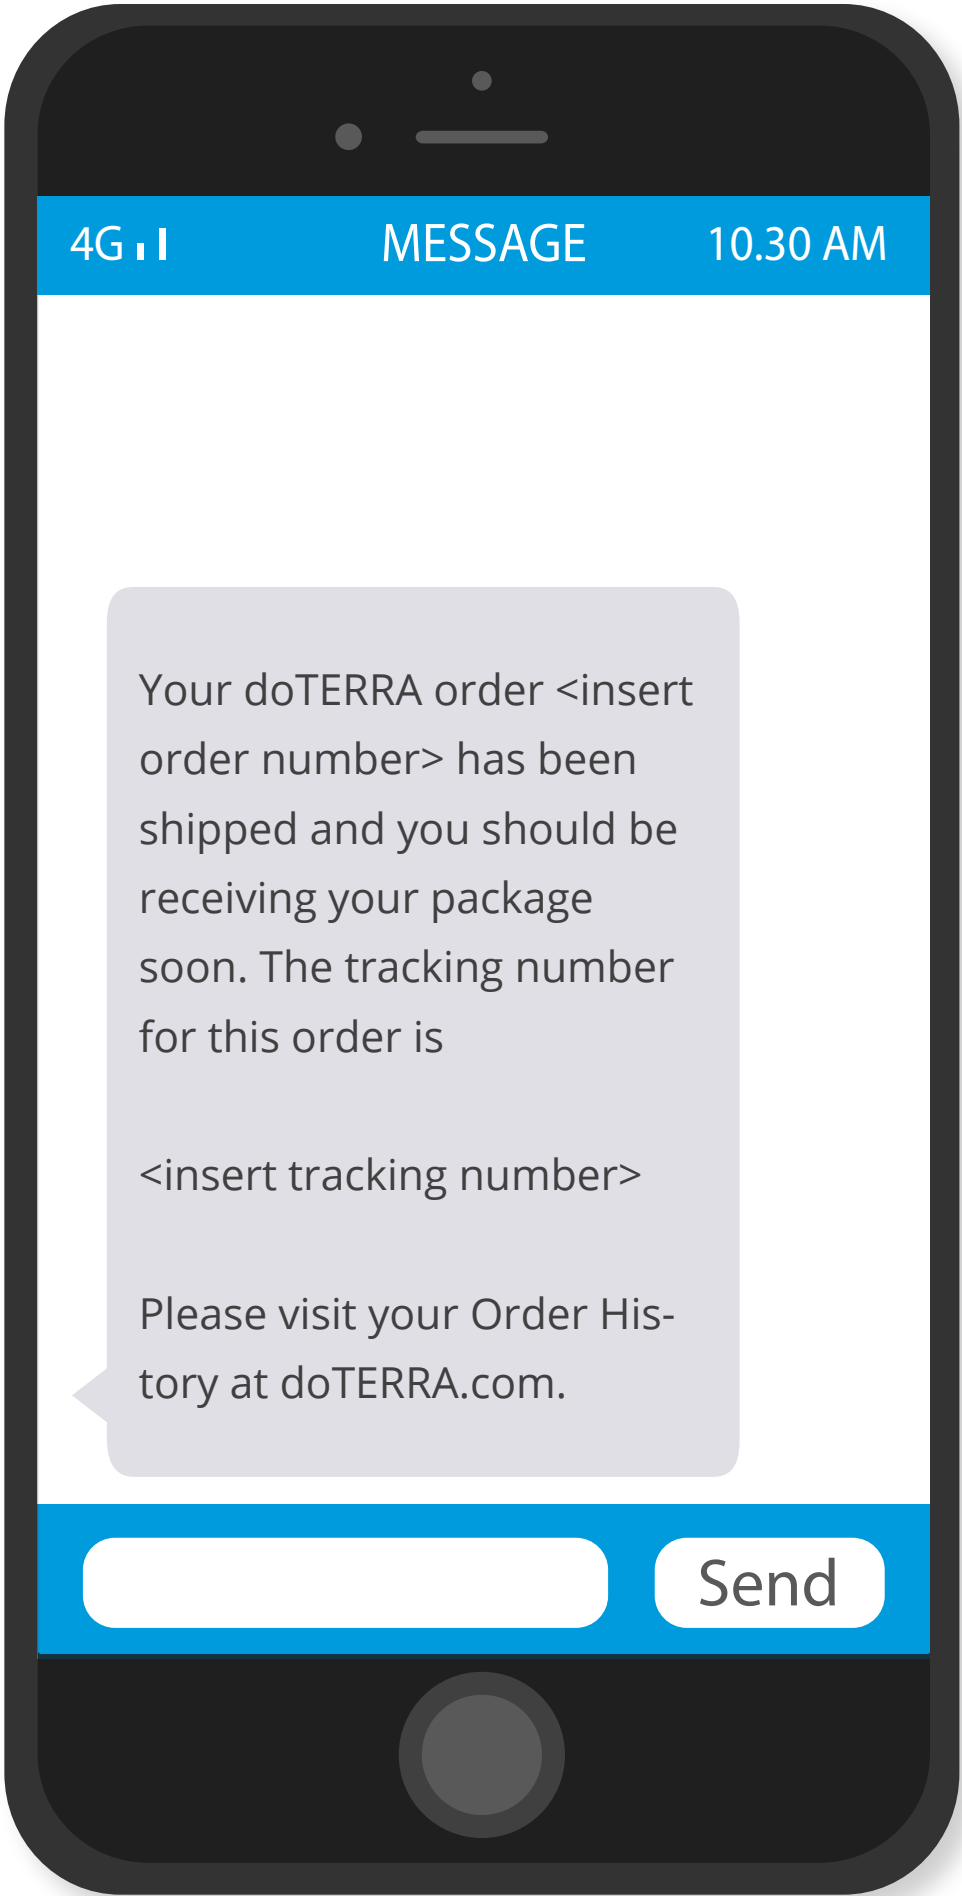 4G MESSAGE 10.30 AM
Your doTERRA order <insert
order number> has been
shipped and you should be
receiving your package
soon. The tracking number
for this order is
<insert tracking number>
Please visit your Order His-
tory at doTERRA.com.
Send